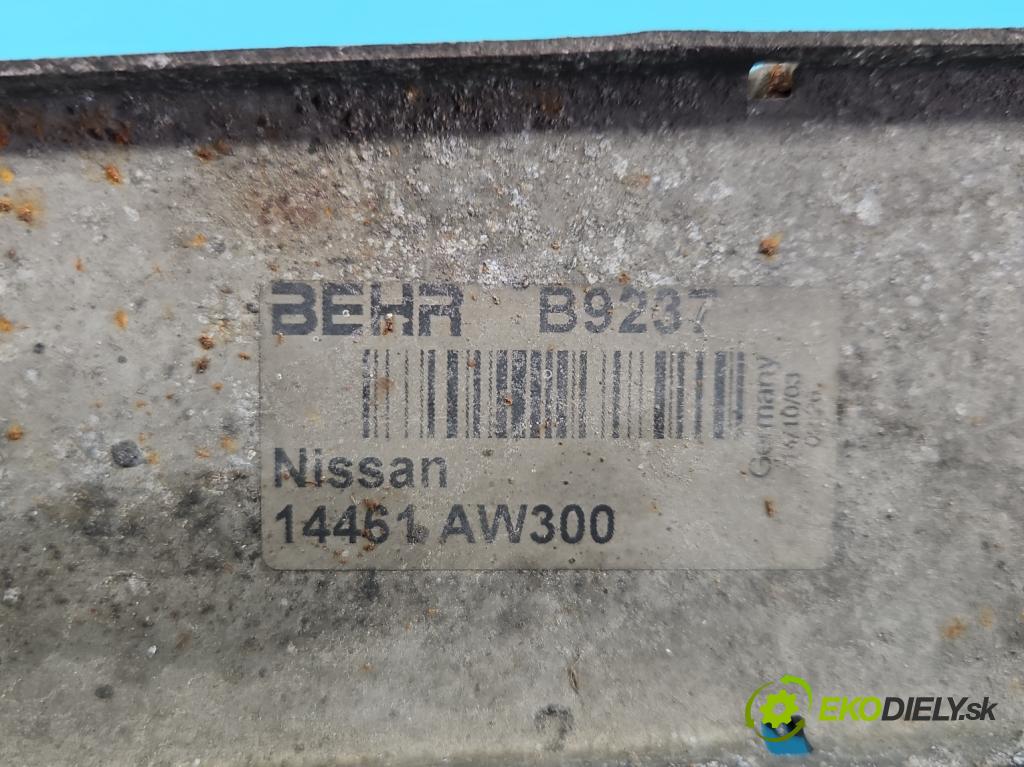 BEHR B9237
Germany
Nissan
14461 AW300
EKODIELY.sk